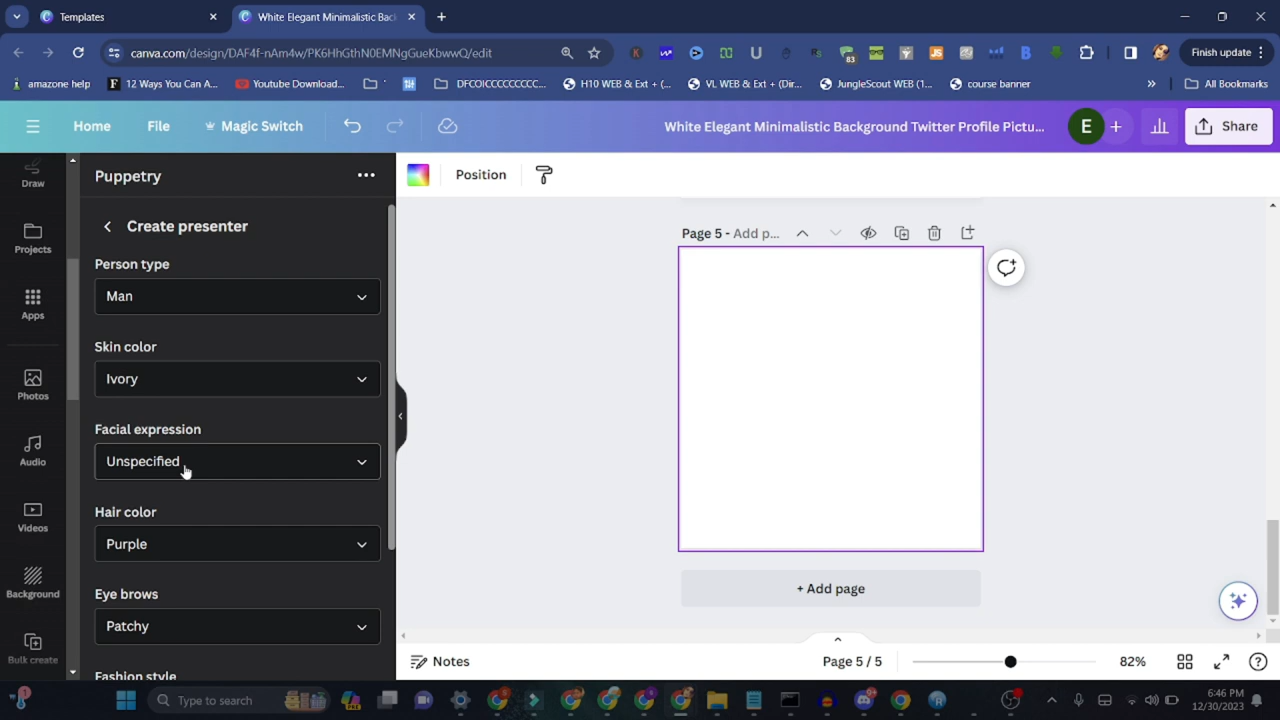 Templates
White Elegant Minimalistic Bac
canva.com/design/DAF4f-nAm4w/PK6HhGthN0EMNgGueKbwwQ/edit
83
Finish update
amazone help
12 Ways You Can A...
Youtube Download...
DFCOICCCCCCCC...
H10 WEB & Ext + (...
VL WEB & Ext + (Dir...
JungleScout WEB (1...
course banner
»
All Bookmarks
Home
File
Magic Switch
White Elegant Minimalistic Background Twitter Profile Pictu...
E
+
Share
Draw
Projects
Apps
Photos
Audio
Videos
Background
Bulk create
Puppetry
Create presenter
Person type
Man
Skin color
Ivory
Facial expression
Unspecified
Hair color
Purple
Eye brows
Patchy
Fashion style
Position
Page 5 - Add p...
+ Add page
Notes
Page 5 / 5
82%
Type to search
6:46 PM
12/30/2023